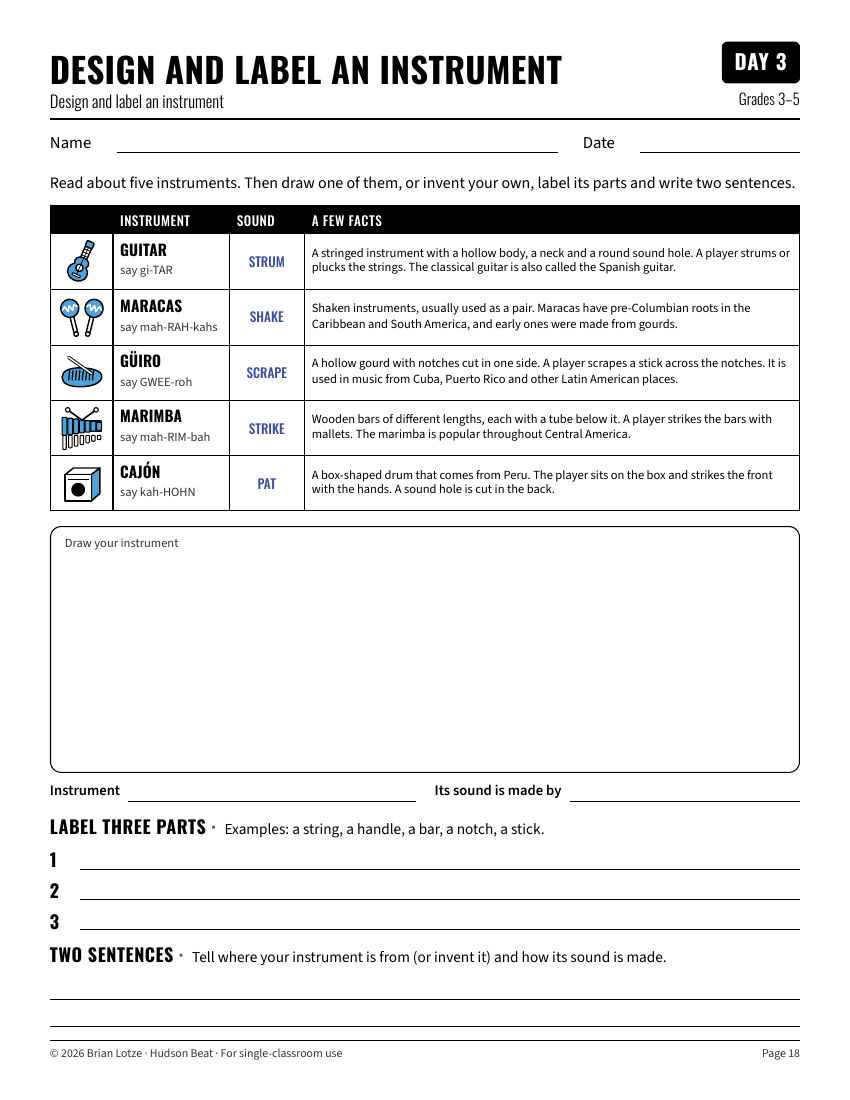 DESIGN AND LABEL AN INSTRUMENT
DAY 3
Design and label an instrument
Grades 3–5
Name
Date
Read about five instruments. Then draw one of them, or invent your own, label its parts and write two sentences.
INSTRUMENT SOUND A FEW FACTS
GUITAR
say gi-TAR
STRUM
A stringed instrument with a hollow body, a neck and a round sound hole. A player strums or
plucks the strings. The classical guitar is also called the Spanish guitar.
MARACAS
say mah-RAH-kahs
SHAKE
Shaken instruments, usually used as a pair. Maracas have pre-Columbian roots in the
Caribbean and South America, and early ones were made from gourds.
GÜIRO
say GWEE-roh
SCRAPE
A hollow gourd with notches cut in one side. A player scrapes a stick across the notches. It is
used in music from Cuba, Puerto Rico and other Latin American places.
MARIMBA
say mah-RIM-bah
STRIKE
Wooden bars of different lengths, each with a tube below it. A player strikes the bars with
mallets. The marimba is popular throughout Central America.
CAJÓN
say kah-HOHN
PAT
A box-shaped drum that comes from Peru. The player sits on the box and strikes the front
with the hands. A sound hole is cut in the back.
Draw your instrument
Instrument
Its sound is made by
LABEL THREE PARTS · Examples: a string, a handle, a bar, a notch, a stick.
1
2
3
TWO SENTENCES · Tell where your instrument is from (or invent it) and how its sound is made.
© 2026 Brian Lotze · Hudson Beat · For single-classroom use
Page 18